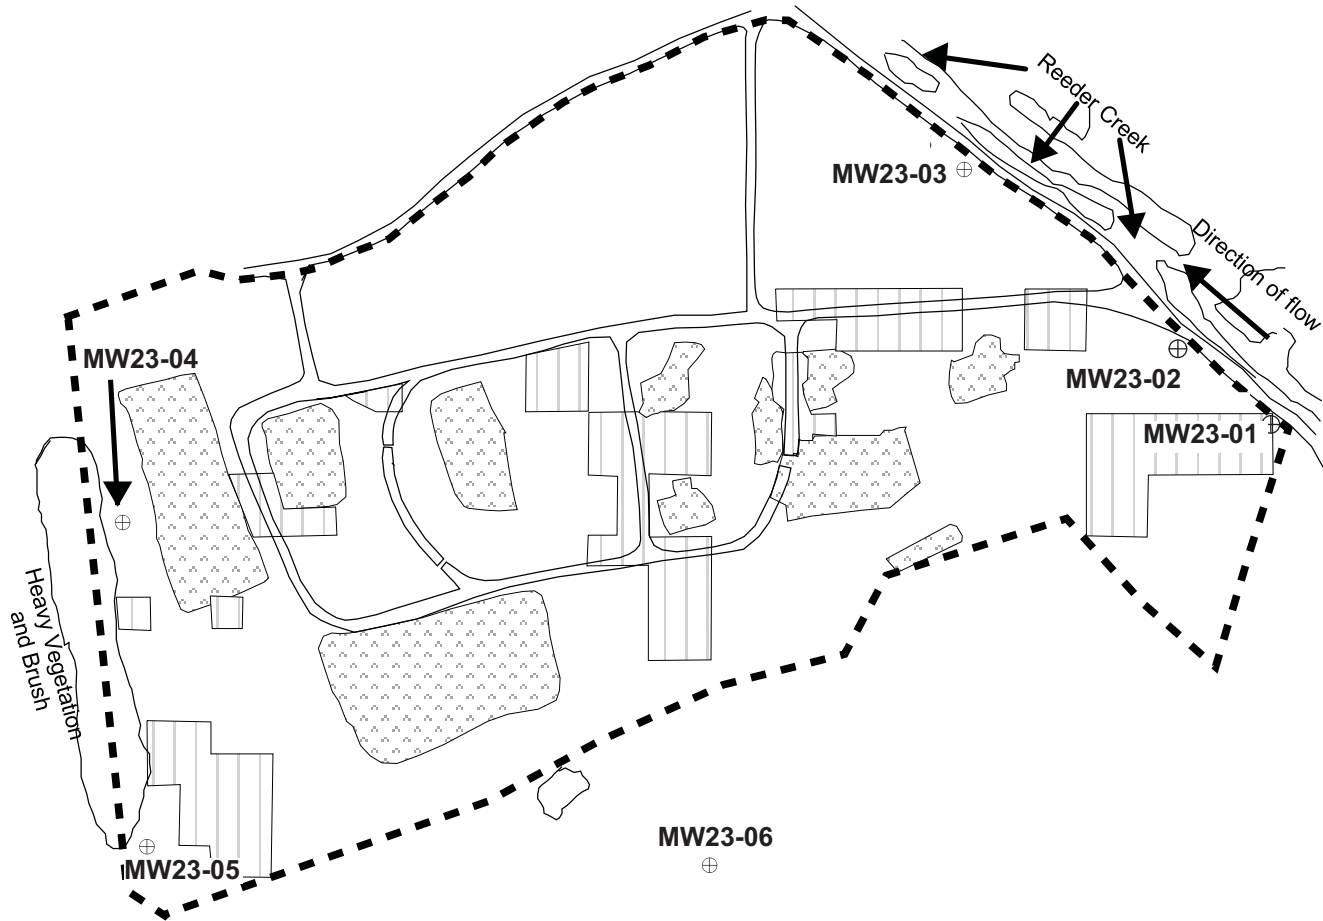 Reeder Creek
MW23-03
Direction of flow
MW23-04
MW23-02
MW23-01
Heavy Vegetation
and Brush
MW23-06
MW23-05